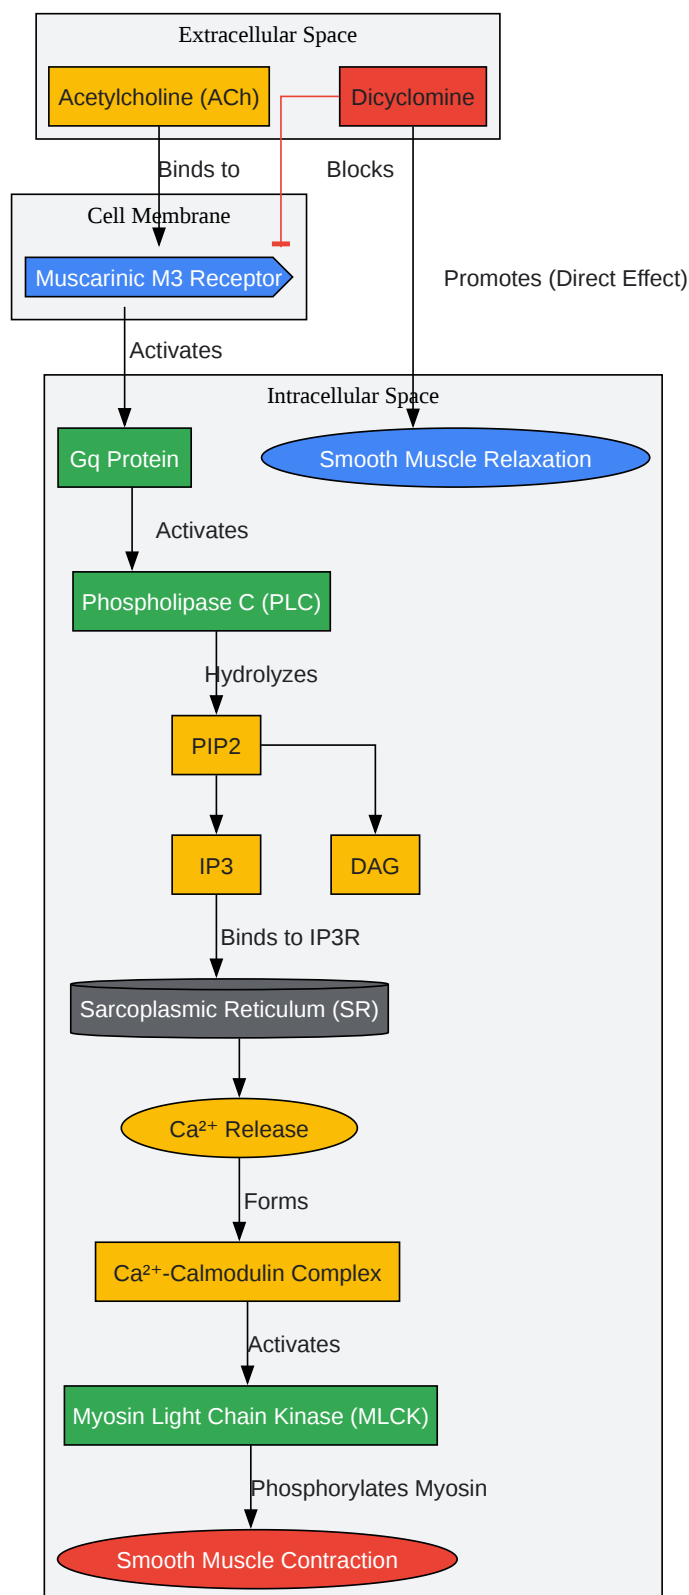 Extracellular Space
Acetylcholine (ACh)
Dicyclomine
Binds to
Blocks
Cell Membrane
Muscarinic M3 Receptor
Promotes (Direct Effect)
Activates
Intracellular Space
Gq Protein
Smooth Muscle Relaxation
Activates
Phospholipase C (PLC)
Hydrolyzes
PIP2
IP3
DAG
Binds to IP3R
Sarcoplasmic Reticulum (SR)
Ca²⁺ Release
Forms
Ca²⁺-Calmodulin Complex
Activates
Myosin Light Chain Kinase (MLCK)
Phosphorylates Myosin
Smooth Muscle Contraction